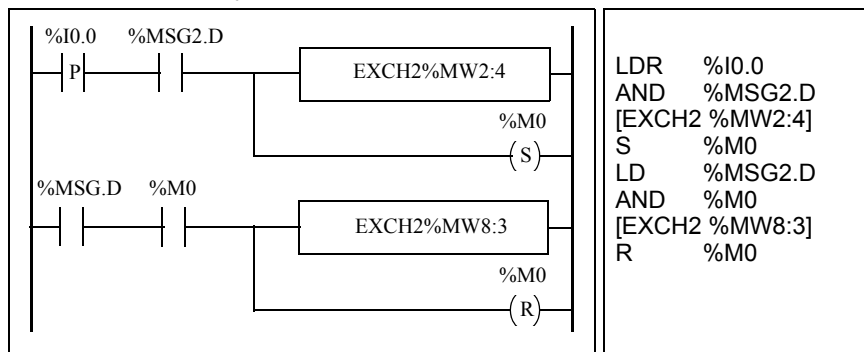 %I0.0 %MSG2.D
P
EXCH2%MW2:4
%M0
S
%MSG.D %M0
EXCH2%MW8:3
%M0
R
LDR %I0.0
AND %MSG2.D
[EXCH2 %MW2:4]
S %M0
LD %MSG2.D
AND %M0
[EXCH2 %MW8:3]
R %M0